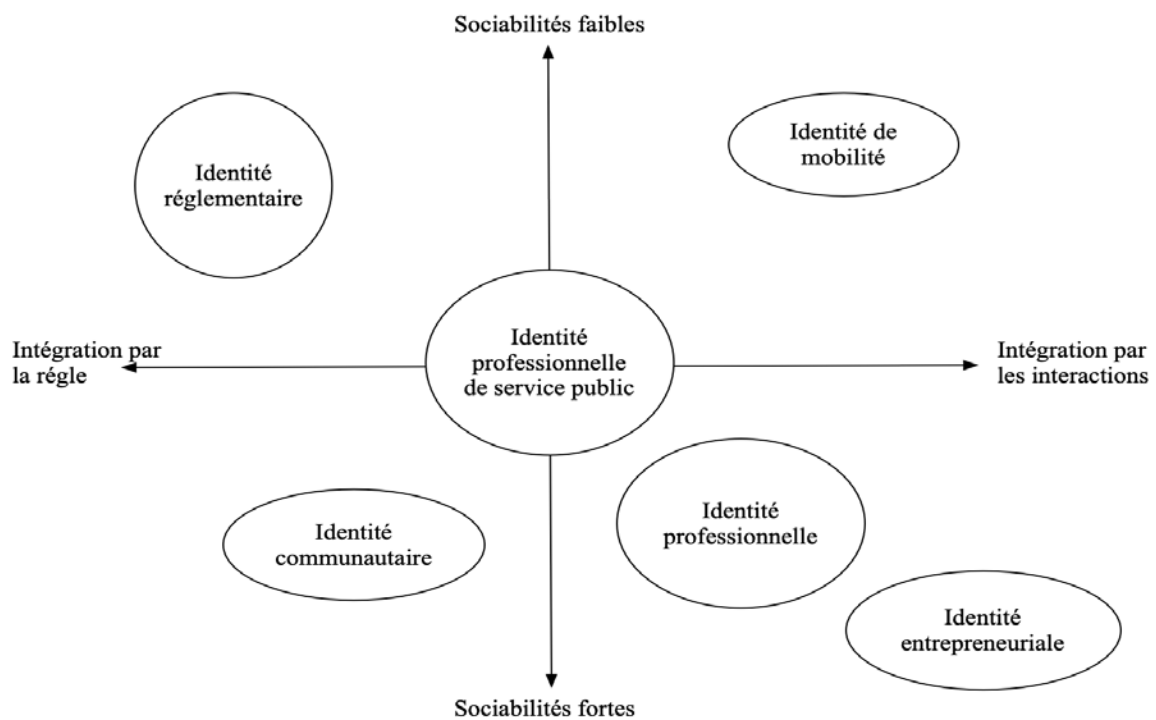 Sociabilités faibles
Identité
réglementaire
Identité de
mobilité
Intégration par
la régle
Identité
professionnelle
de service public
Intégration par
les interactions
Identité
communautaire
Identité
professionnelle
Identité
entrepreneuriale
Sociabilités fortes